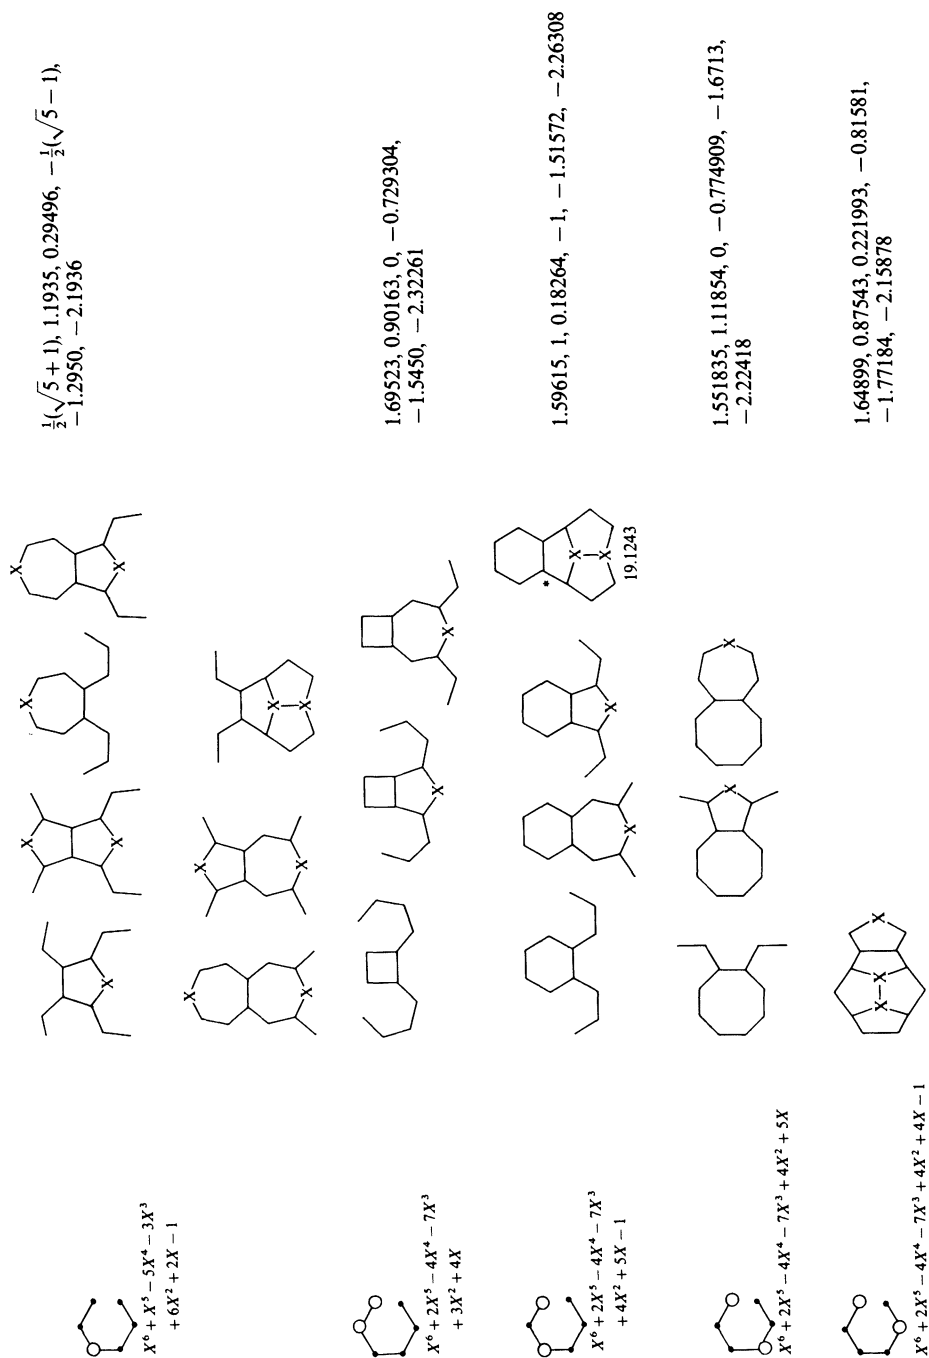 X⁶ + X⁵ − 5X⁴ − 3X³
+ 6X² + 2X − 1
X
X
X
X
X
X
X
X
X
X
X
X
½(√5 + 1), 1.1935, 0.29496, −½(√5 − 1),
−1.2950, −2.1936
X⁶ + 2X⁵ − 4X⁴ − 7X³
+ 3X² + 4X
X
X
1.69523, 0.90163, 0, −0.729304,
−1.5450, −2.32261
X⁶ + 2X⁵ − 4X⁴ − 7X³
+ 4X² + 5X − 1
X
X
*
X
X
19.1243
1.59615, 1, 0.18264, −1, −1.51572, −2.26308
X⁶ + 2X⁵ − 4X⁴ − 7X³ + 4X² + 5X
X
X
1.551835, 1.11854, 0, −0.774909, −1.6713,
−2.22418
X⁶ + 2X⁵ − 4X⁴ − 7X³ + 4X² + 4X − 1
X
X
X
1.64899, 0.87543, 0.221993, −0.81581,
−1.77184, −2.15878